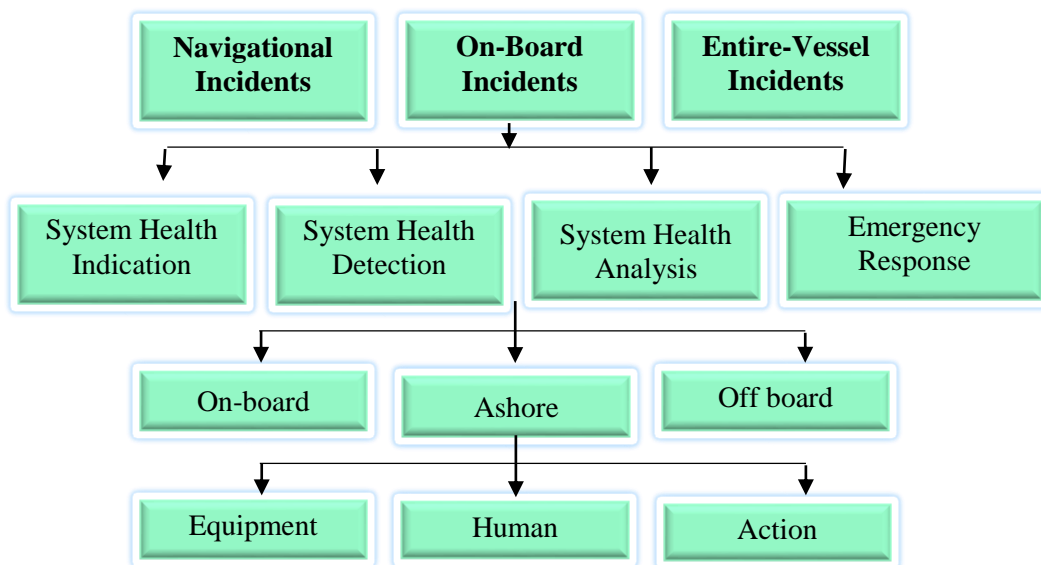 Navigational
Incidents
On-Board
Incidents
Entire-Vessel
Incidents
System Health
Indication
System Health
Detection
System Health
Analysis
Emergency
Response
On-board
Ashore
Off board
Equipment
Human
Action